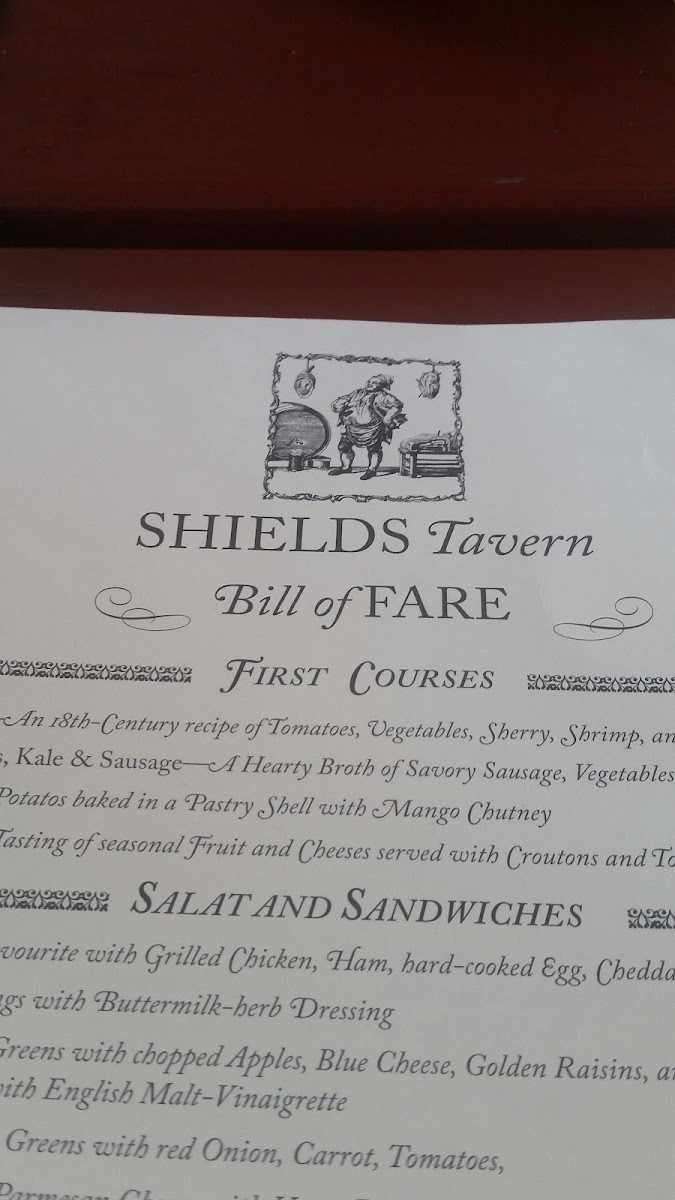 SHIELDS Tavern
Bill of FARE
FIRST COURSES
—An 18th-Century recipe of Tomatoes, Vegetables, Sherry, Shrimp, an
s, Kale & Sausage—A Hearty Broth of Savory Sausage, Vegetables
Potatos baked in a Pastry Shell with Mango Chutney
Tasting of seasonal Fruit and Cheeses served with Croutons and To
SALAT AND SANDWICHES
vourite with Grilled Chicken, Ham, hard-cooked Egg, Chedda
ngs with Buttermilk-herb Dressing
Greens with chopped Apples, Blue Cheese, Golden Raisins, a
with English Malt-Vinaigrette
Greens with red Onion, Carrot, Tomatoes,
Parmesan